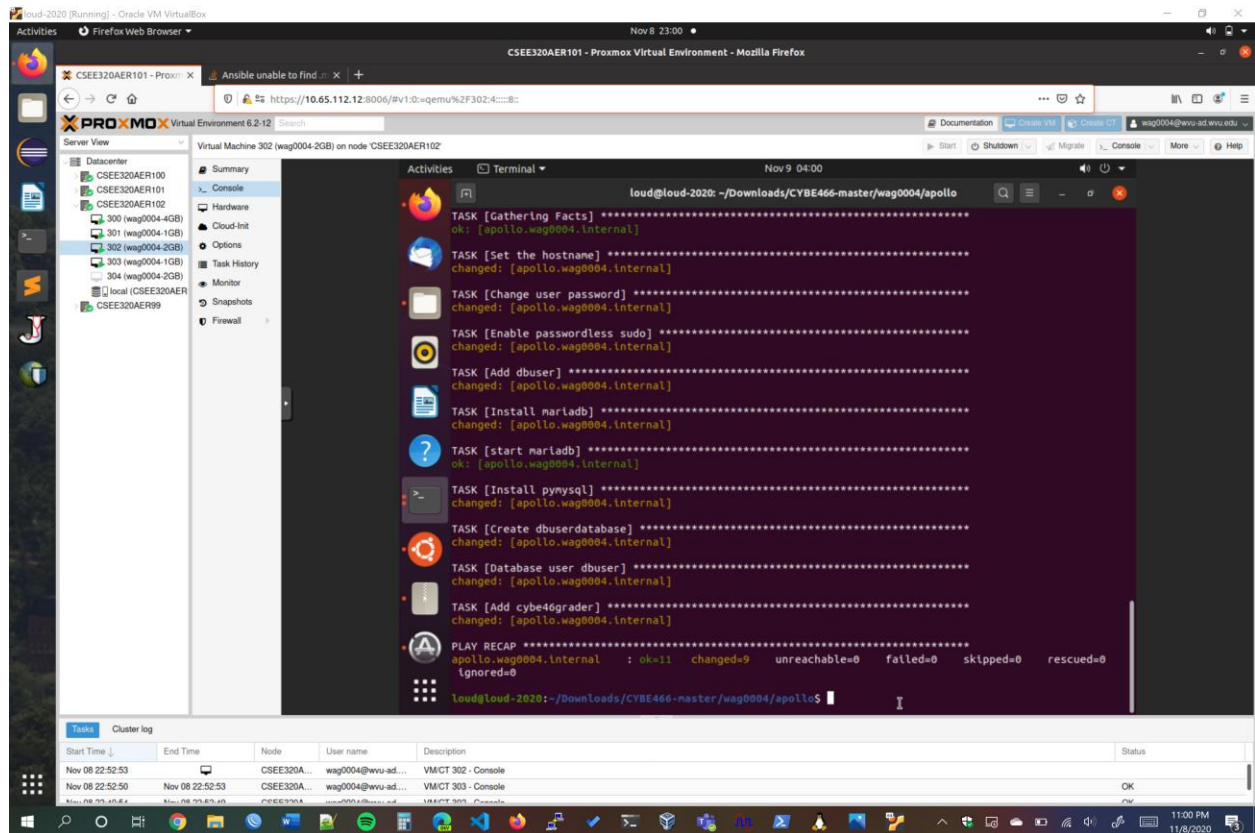 loud-2020 [Running] - Oracle VM VirtualBox
Activities Firefox Web Browser Nov 8 23:00
CSEE320AER101 - Proxmox Virtual Environment - Mozilla Firefox
CSEE320AER101 - Proxm Ansible unable to find .m
https://10.65.112.12:8006/#v1:0:=qemu%2F302:4:::::8::
PROXMOX Virtual Environment 6.2-12 Search Documentation Create VM Create CT wag0004@wvu-ad.wvu.edu
Server View Virtual Machine 302 (wag0004-2GB) on node 'CSEE320AER102' Start Shutdown Migrate Console More Help
Datacenter
CSEE320AER100
CSEE320AER101
CSEE320AER102
300 (wag0004-4GB)
301 (wag0004-1GB)
302 (wag0004-2GB)
303 (wag0004-1GB)
304 (wag0004-2GB)
local (CSEE320AER
CSEE320AER99
Summary
Console
Hardware
Cloud-Init
Options
Task History
Monitor
Snapshots
Firewall
Activities Terminal Nov 9 04:00
loud@loud-2020: ~/Downloads/CYBE466-master/wag0004/apollo
TASK [Gathering Facts] *********************************************************
ok: [apollo.wag0004.internal]
TASK [Set the hostname] ********************************************************
changed: [apollo.wag0004.internal]
TASK [Change user password] ****************************************************
changed: [apollo.wag0004.internal]
TASK [Enable passwordless sudo] ************************************************
changed: [apollo.wag0004.internal]
TASK [Add dbuser] **************************************************************
changed: [apollo.wag0004.internal]
TASK [Install mariadb] *********************************************************
changed: [apollo.wag0004.internal]
TASK [start mariadb] ***********************************************************
ok: [apollo.wag0004.internal]
TASK [Install pymysql] *********************************************************
changed: [apollo.wag0004.internal]
TASK [Create dbuserdatabase] ***************************************************
changed: [apollo.wag0004.internal]
TASK [Database user dbuser] ****************************************************
changed: [apollo.wag0004.internal]
TASK [Add cybe46grader] ********************************************************
changed: [apollo.wag0004.internal]
PLAY RECAP *********************************************************************
apollo.wag0004.internal : ok=11 changed=9 unreachable=0 failed=0 skipped=0 rescued=0
ignored=0
loud@loud-2020:~/Downloads/CYBE466-master/wag0004/apollo$
Tasks Cluster log
Start Time End Time Node User name Description Status
Nov 08 22:52:53 CSEE320A... wag0004@wvu-ad.... VM/CT 302 - Console
Nov 08 22:52:50 Nov 08 22:52:53 CSEE320A... wag0004@wvu-ad.... VM/CT 303 - Console OK
11:00 PM
11/8/2020